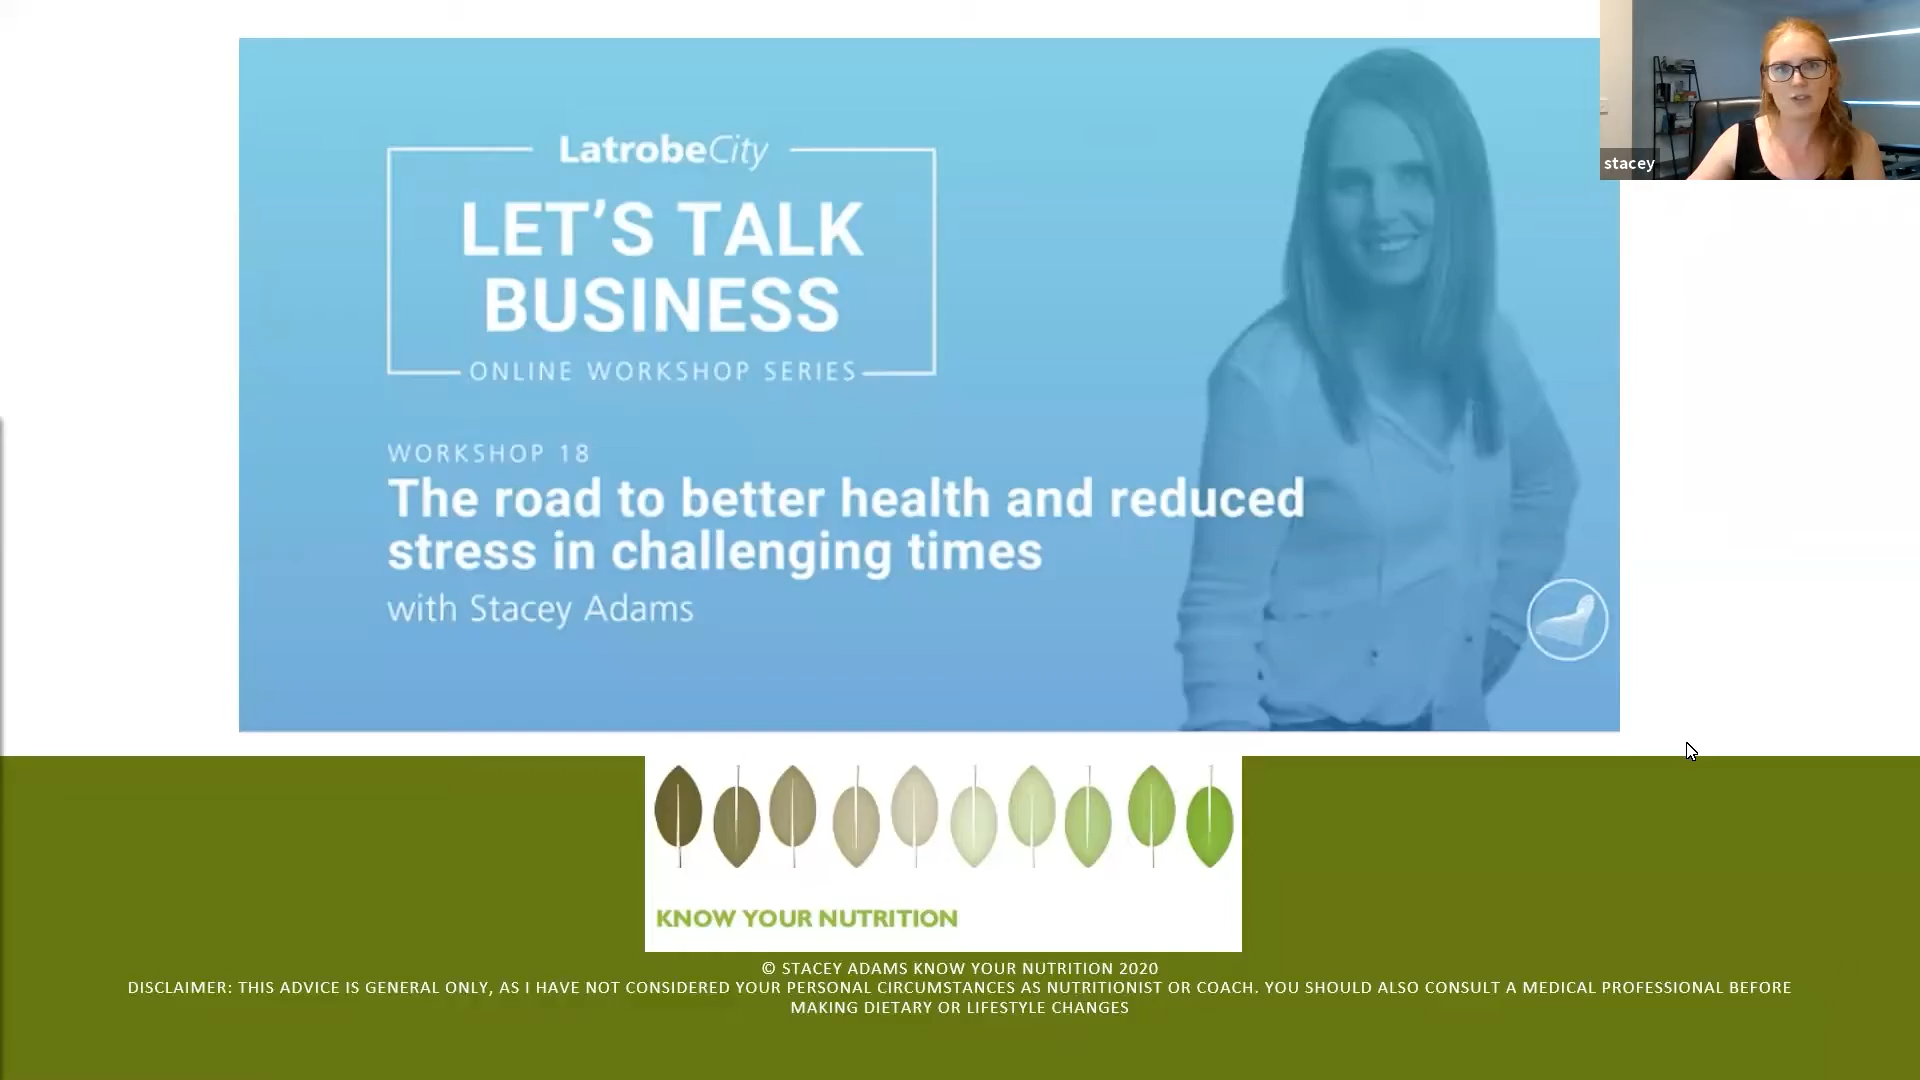 LatrobeCity
LET’S TALK
BUSINESS
ONLINE WORKSHOP SERIES
WORKSHOP 18
The road to better health and reduced
stress in challenging times
with Stacey Adams
stacey
KNOW YOUR NUTRITION
© STACEY ADAMS KNOW YOUR NUTRITION 2020
DISCLAIMER: THIS ADVICE IS GENERAL ONLY, AS I HAVE NOT CONSIDERED YOUR PERSONAL CIRCUMSTANCES AS NUTRITIONIST OR COACH. YOU SHOULD ALSO CONSULT A MEDICAL PROFESSIONAL BEFORE
MAKING DIETARY OR LIFESTYLE CHANGES